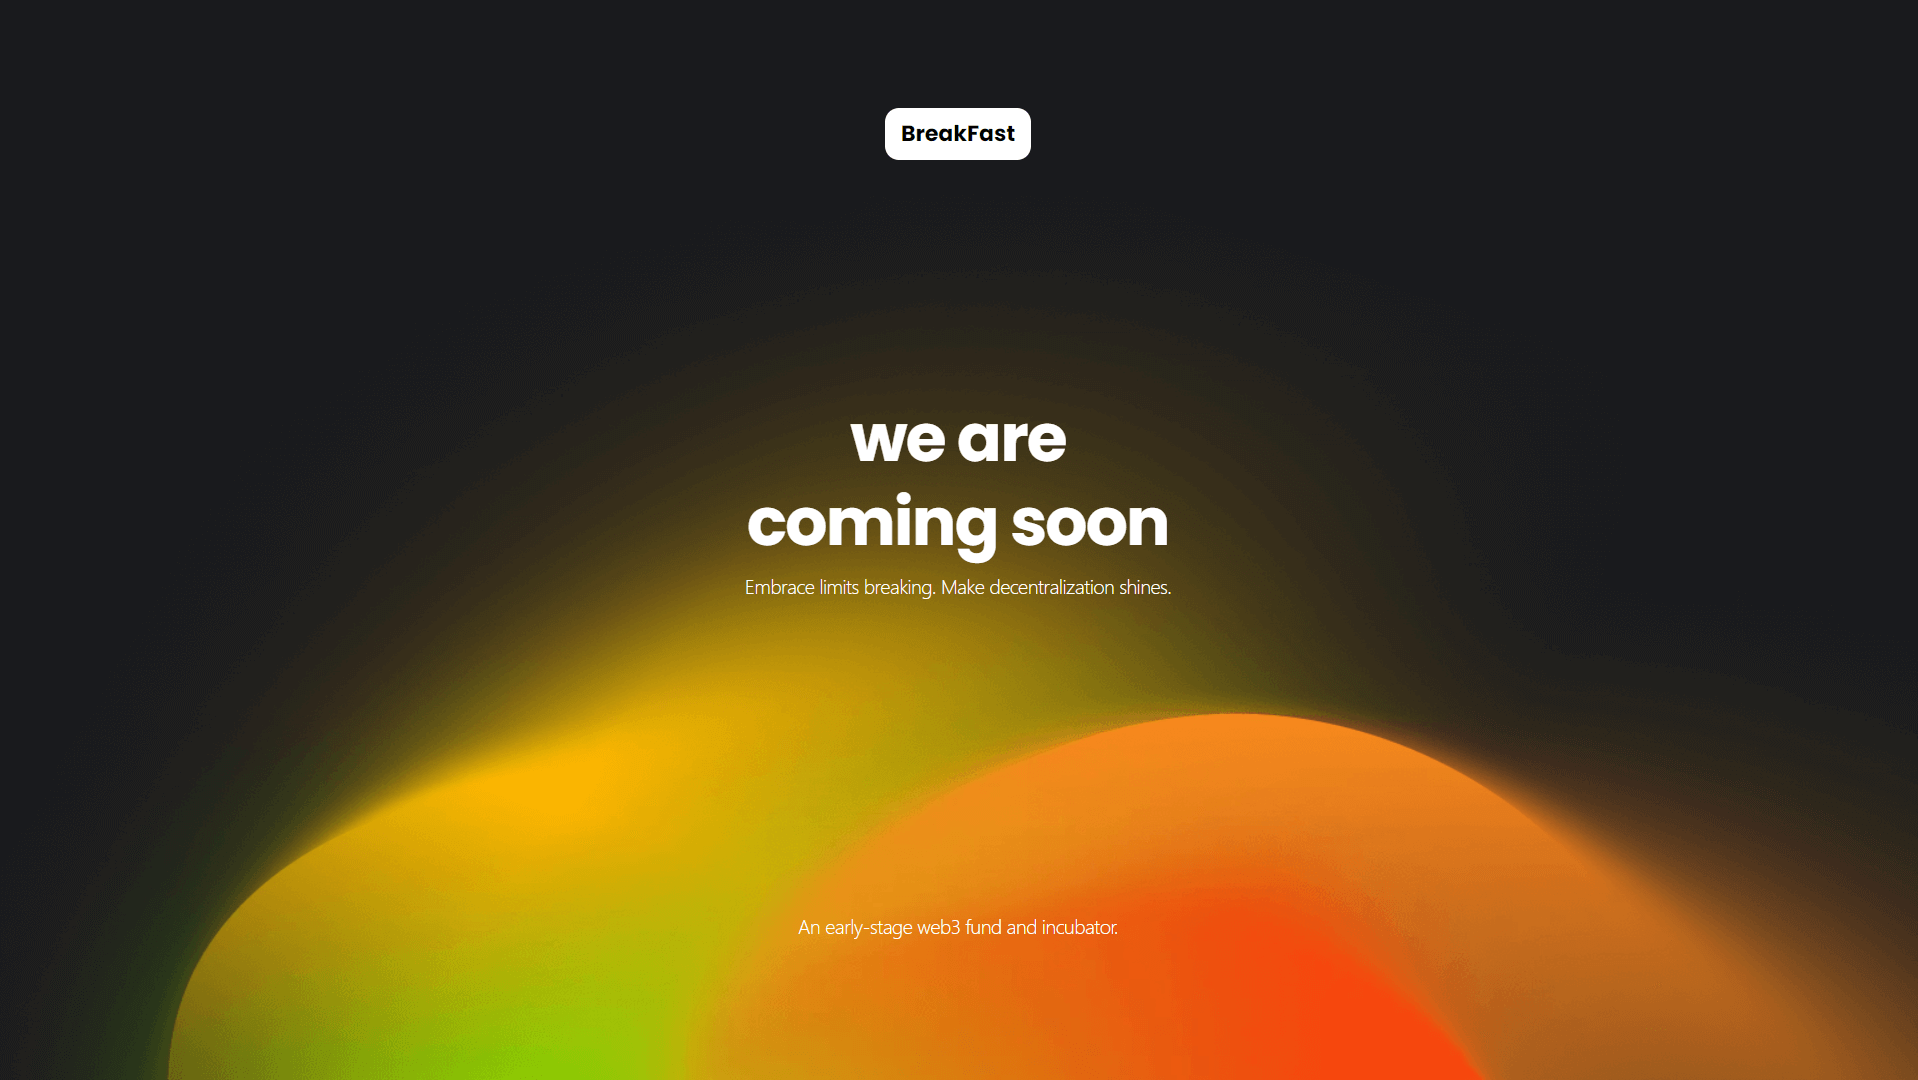 BreakFast
we are
coming soon
Embrace limits breaking. Make decentralization shines.
An early-stage web3 fund and incubator.